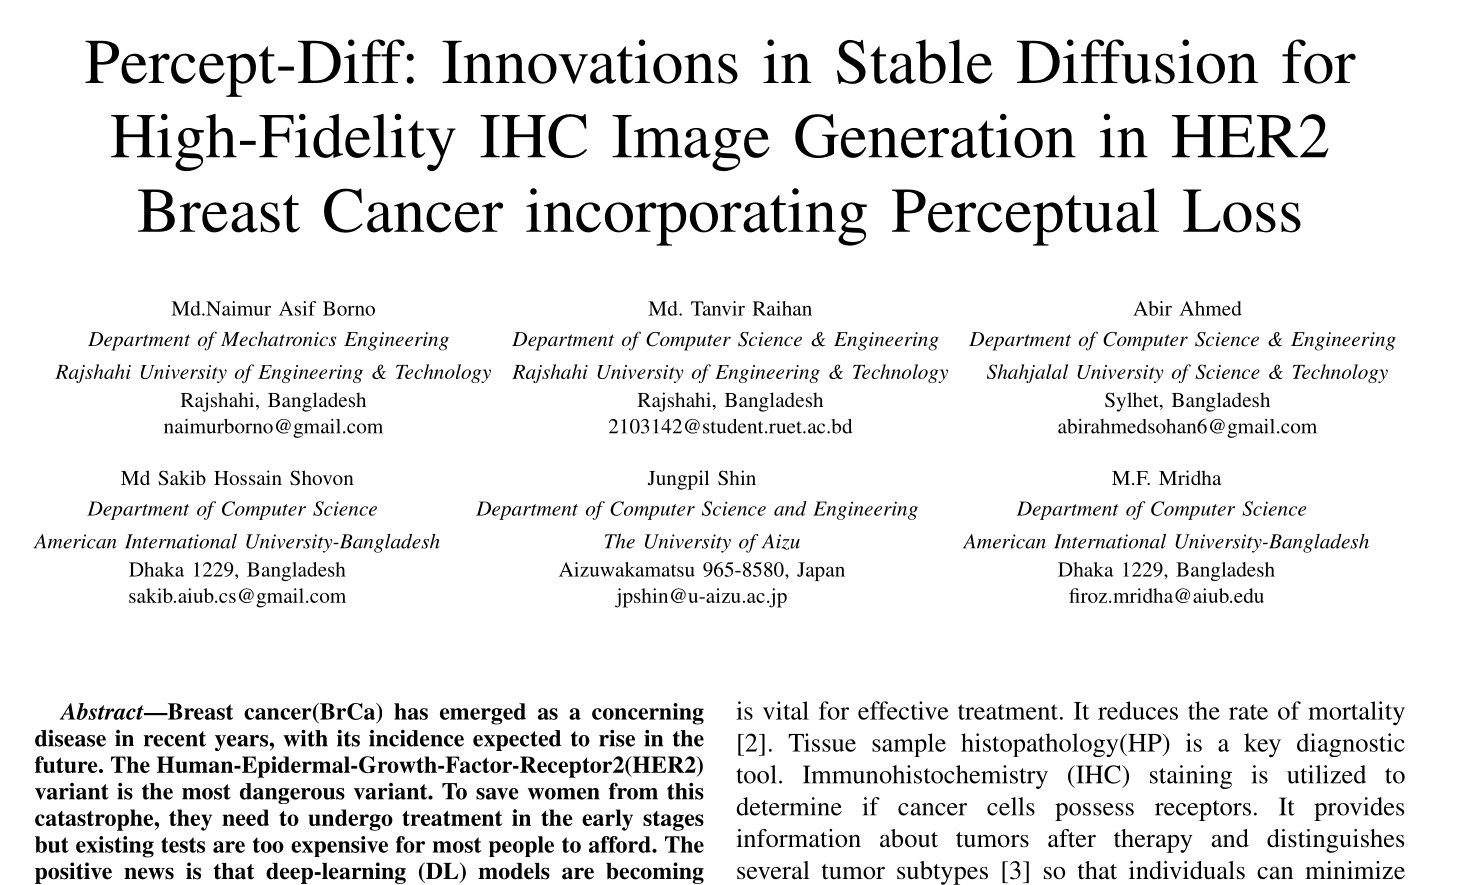 Percept-Diff: Innovations in Stable Diffusion for
High-Fidelity IHC Image Generation in HER2
Breast Cancer incorporating Perceptual Loss
Md.Naimur Asif Borno
Department of Mechatronics Engineering
Rajshahi University of Engineering & Technology
Rajshahi, Bangladesh
naimurborno@gmail.com
Md. Tanvir Raihan
Department of Computer Science & Engineering
Rajshahi University of Engineering & Technology
Rajshahi, Bangladesh
2103142@student.ruet.ac.bd
Abir Ahmed
Department of Computer Science & Engineering
Shahjalal University of Science & Technology
Sylhet, Bangladesh
abirahmedsohan6@gmail.com
Md Sakib Hossain Shovon
Department of Computer Science
American International University-Bangladesh
Dhaka 1229, Bangladesh
sakib.aiub.cs@gmail.com
Jungpil Shin
Department of Computer Science and Engineering
The University of Aizu
Aizuwakamatsu 965-8580, Japan
jpshin@u-aizu.ac.jp
M.F. Mridha
Department of Computer Science
American International University-Bangladesh
Dhaka 1229, Bangladesh
firoz.mridha@aiub.edu
Abstract—Breast cancer(BrCa) has emerged as a concerning
disease in recent years, with its incidence expected to rise in the
future. The Human-Epidermal-Growth-Factor-Receptor2(HER2)
variant is the most dangerous variant. To save women from this
catastrophe, they need to undergo treatment in the early stages
but existing tests are too expensive for most people to afford. The
positive news is that deep-learning (DL) models are becoming
is vital for effective treatment. It reduces the rate of mortality
[2]. Tissue sample histopathology(HP) is a key diagnostic
tool. Immunohistochemistry (IHC) staining is utilized to
determine if cancer cells possess receptors. It provides
information about tumors after therapy and distinguishes
several tumor subtypes [3] so that individuals can minimize